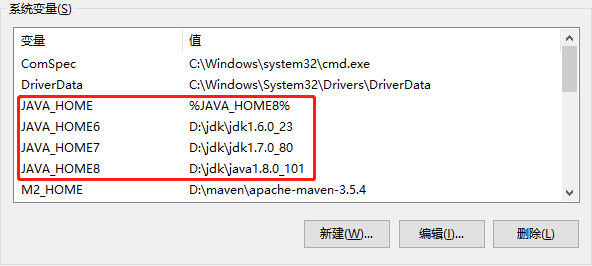 系统变量(S)
变量 值
ComSpec C:\Windows\system32\cmd.exe
DriverData C:\Windows\System32\Drivers\DriverData
JAVA_HOME %JAVA_HOME8%
JAVA_HOME6 D:\jdk\jdk1.6.0_23
JAVA_HOME7 D:\jdk\jdk1.7.0_80
JAVA_HOME8 D:\jdk\java1.8.0_101
M2_HOME D:\maven\apache-maven-3.5.4
新建(W)... 编辑(I)... 删除(L)